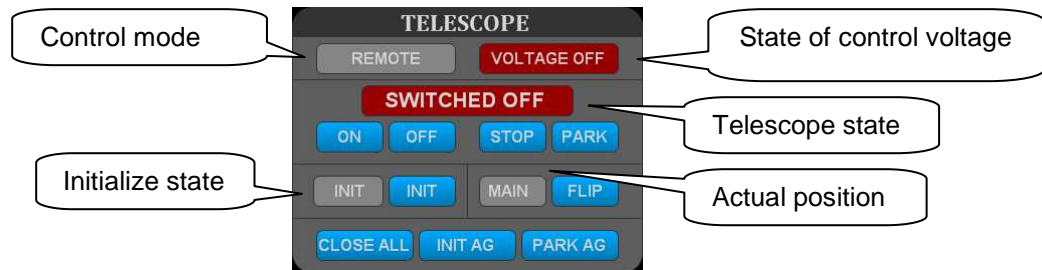 TELESCOPE
Control mode
REMOTE
VOLTAGE OFF
State of control voltage
SWITCHED OFF
Telescope state
ON OFF STOP PARK
Initialize state
INIT INIT MAIN FLIP
Actual position
CLOSE ALL INIT AG PARK AG